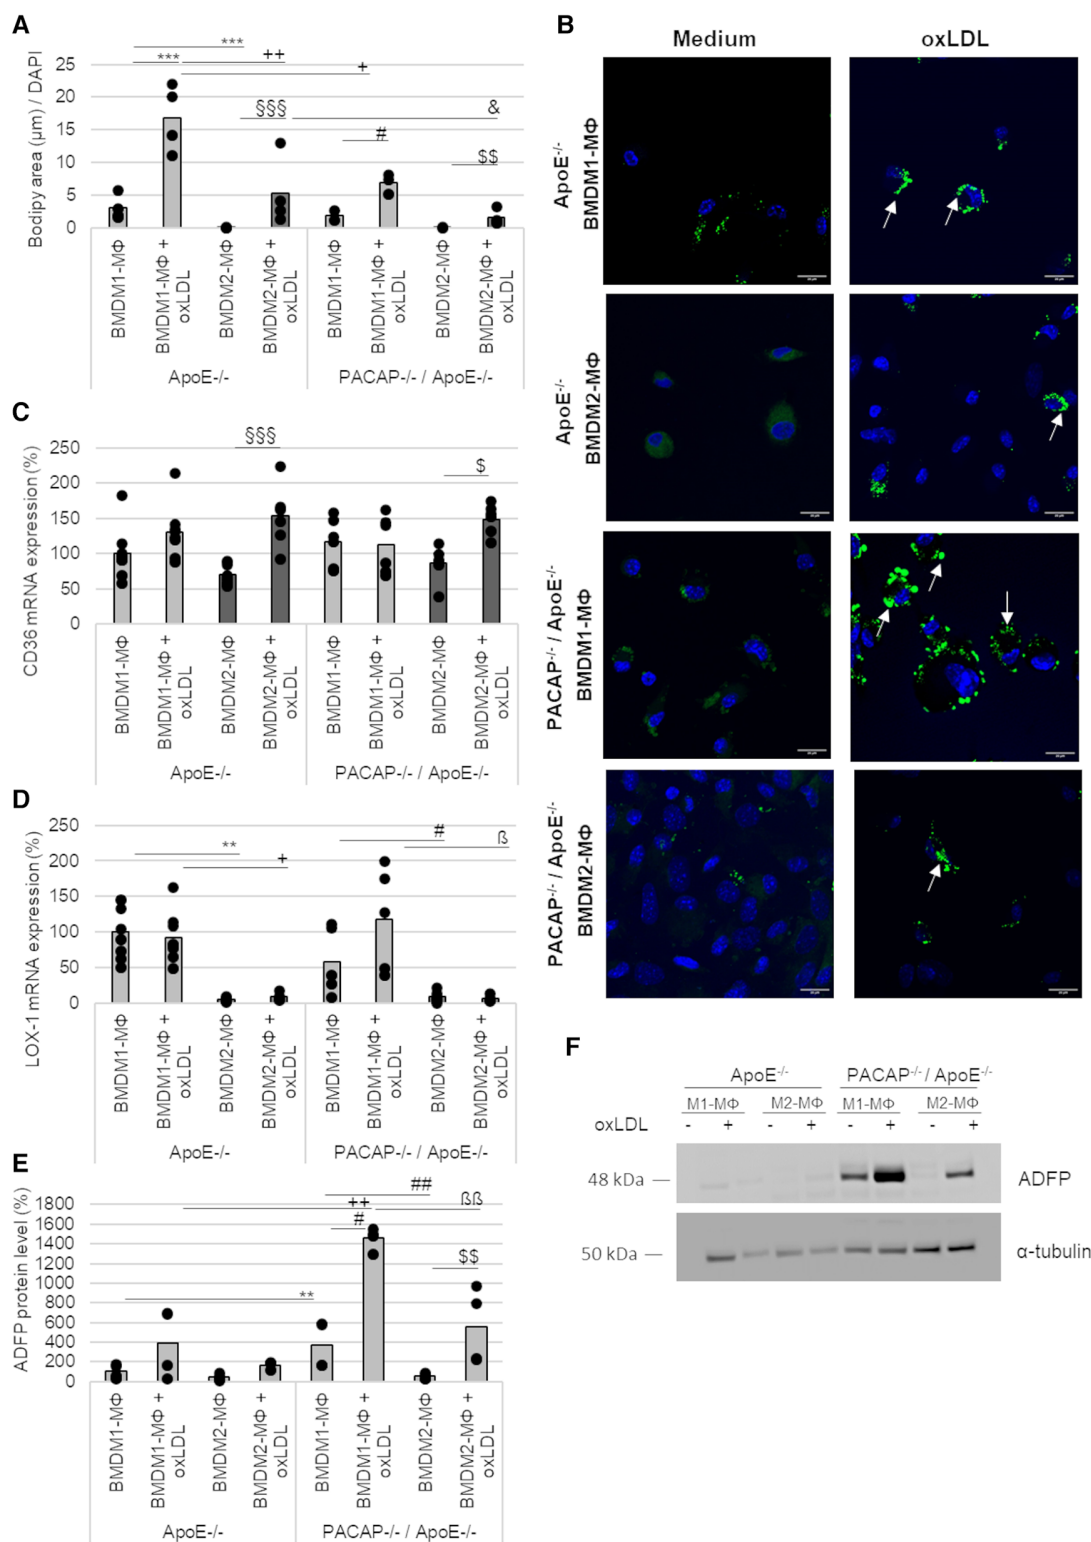 A
Bodipy area (µm) / DAPI
25
20
15
10
5
0
***
***
++
+
§§§
&
#
$$
BMDM1-MΦ
BMDM1-MΦ + oxLDL
BMDM2-MΦ
BMDM2-MΦ + oxLDL
BMDM1-MΦ
BMDM1-MΦ + oxLDL
BMDM2-MΦ
BMDM2-MΦ + oxLDL
ApoE-/-
PACAP-/- / ApoE-/-
B
Medium
oxLDL
ApoE-/-
BMDM1-MΦ
ApoE-/-
BMDM2-MΦ
PACAP-/- / ApoE-/-
BMDM1-MΦ
PACAP-/- / ApoE-/-
BMDM2-MΦ
C
CD36 mRNA expression (%)
250
200
150
100
50
0
§§§
$
BMDM1-MΦ
BMDM1-MΦ + oxLDL
BMDM2-MΦ
BMDM2-MΦ + oxLDL
BMDM1-MΦ
BMDM1-MΦ + oxLDL
BMDM2-MΦ
BMDM2-MΦ + oxLDL
ApoE-/-
PACAP-/- / ApoE-/-
D
LOX-1 mRNA expression (%)
250
200
150
100
50
0
**
+
#
ß
BMDM1-MΦ
BMDM1-MΦ + oxLDL
BMDM2-MΦ
BMDM2-MΦ + oxLDL
BMDM1-MΦ
BMDM1-MΦ + oxLDL
BMDM2-MΦ
BMDM2-MΦ + oxLDL
ApoE-/-
PACAP-/- / ApoE-/-
E
ADFP protein level (%)
1800
1600
1400
1200
1000
800
600
400
200
0
##
++
ßß
#
$$
**
BMDM1-MΦ
BMDM1-MΦ + oxLDL
BMDM2-MΦ
BMDM2-MΦ + oxLDL
BMDM1-MΦ
BMDM1-MΦ + oxLDL
BMDM2-MΦ
BMDM2-MΦ + oxLDL
ApoE-/-
PACAP-/- / ApoE-/-
F
ApoE-/- PACAP-/-/ ApoE-/-
M1-MΦ M2-MΦ M1-MΦ M2-MΦ
oxLDL - + - + - + - +
48 kDa ADFP
50 kDa α-tubulin